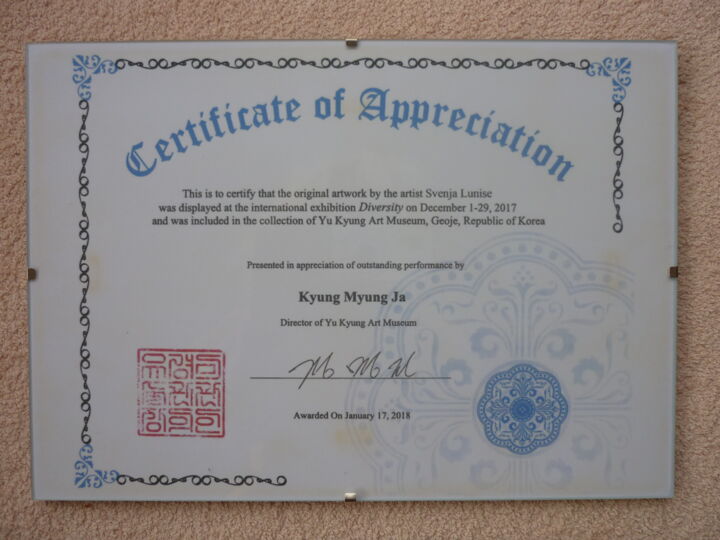 Certificate of Appreciation
This is to certify that the original artwork by the artist Svenja Lunise
was displayed at the international exhibition Diversity on December 1-29, 2017
and was included in the collection of Yu Kyung Art Museum, Geoje, Republic of Korea
Presented in appreciation of outstanding performance by
Kyung Myung Ja
Director of Yu Kyung Art Museum
Awarded On January 17, 2018